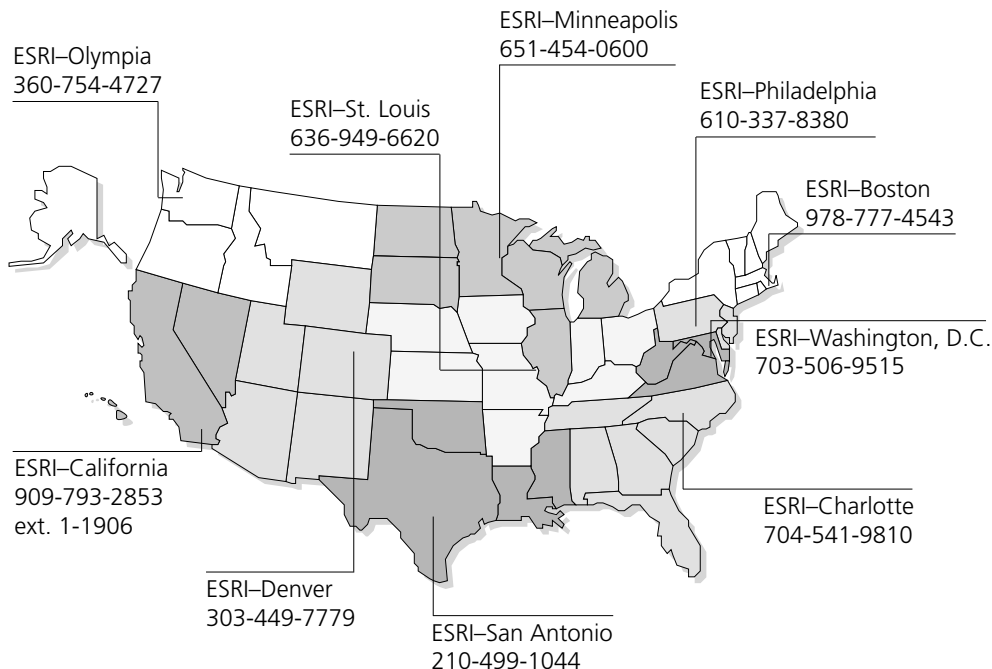 ESRI–Minneapolis
651-454-0600
ESRI–Olympia
360-754-4727
ESRI–St. Louis
636-949-6620
ESRI–Philadelphia
610-337-8380
ESRI–Boston
978-777-4543
ESRI–Washington, D.C.
703-506-9515
ESRI–California
909-793-2853
ext. 1-1906
ESRI–Charlotte
704-541-9810
ESRI–Denver
303-449-7779
ESRI–San Antonio
210-499-1044